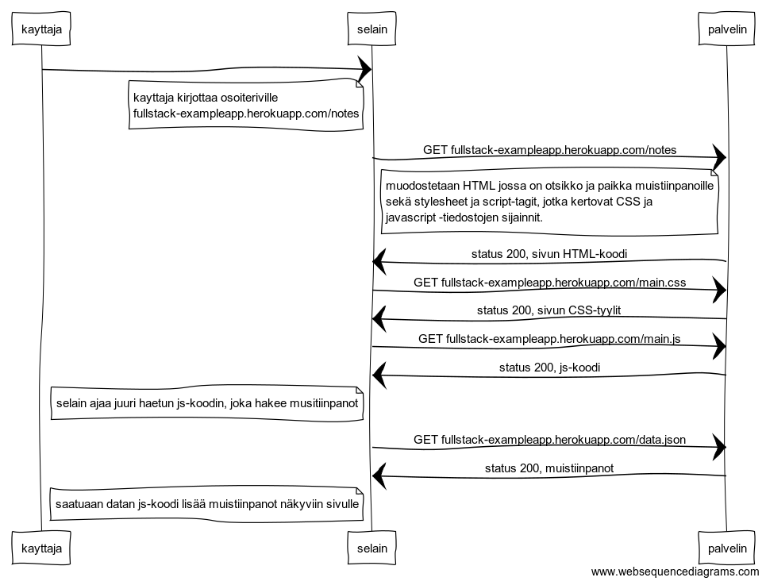 kayttaja
selain
palvelin
kayttaja kirjottaa osoiteriville
fullstack-exampleapp.herokuapp.com/notes
GET fullstack-exampleapp.herokuapp.com/notes
muodostetaan HTML jossa on otsikko ja paikka muistiinpanoille
sekä stylesheet ja script-tagit, jotka kertovat CSS ja
javascript -tiedostojen sijainnit.
status 200, sivun HTML-koodi
GET fullstack-exampleapp.herokuapp.com/main.css
status 200, sivun CSS-tyylit
GET fullstack-exampleapp.herokuapp.com/main.js
status 200, js-koodi
selain ajaa juuri haetun js-koodin, joka hakee musitiinpanot
GET fullstack-exampleapp.herokuapp.com/data.json
status 200, muistiinpanot
saatuaan datan js-koodi lisää muistiinpanot näkyviin sivulle
kayttaja
selain
palvelin
www.websequencediagrams.com